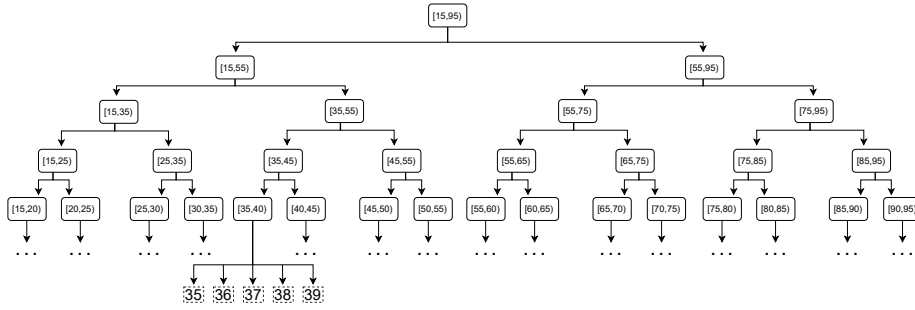 [15,95)
[15,55) [55,95)
[15,35) [35,55) [55,75) [75,95)
[15,25) [25,35) [35,45) [45,55) [55,65) [65,75) [75,85) [85,95)
[15,20) [20,25) [25,30) [30,35) [35,40) [40,45) [45,50) [50,55) [55,60) [60,65) [65,70) [70,75) [75,80) [80,85) [85,90) [90,95)
... ... ... ... ... ... ... ... ... ... ... ... ... ... ...
35 36 37 38 39